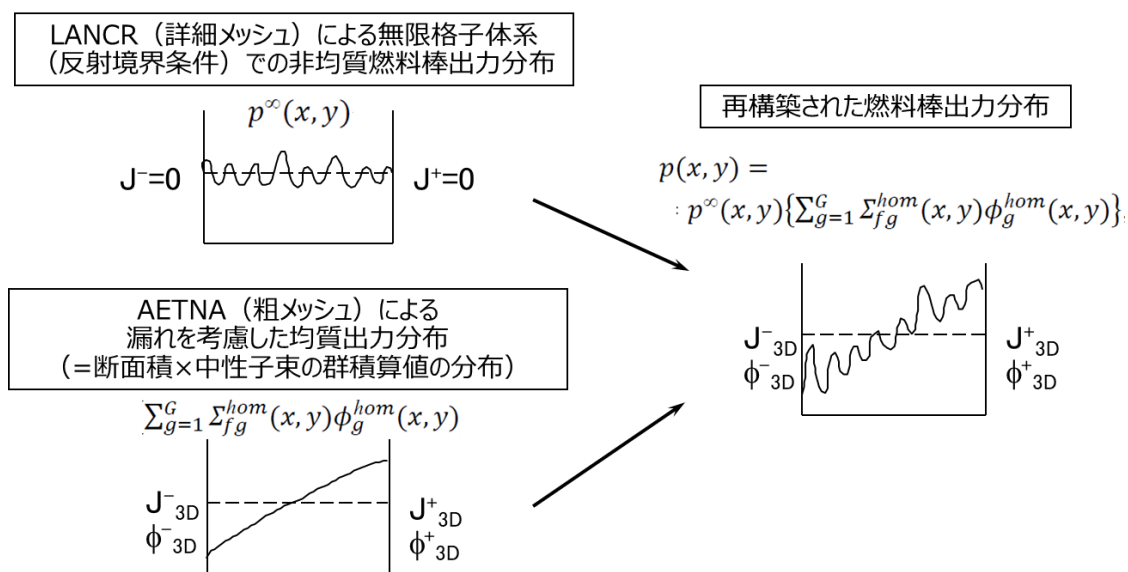 LANCR（詳細メッシュ）による無限格子体系
（反射境界条件）での非均質燃料棒出力分布
p^∞(x, y)
J⁻=0
J⁺=0
AETNA（粗メッシュ）による
漏れを考慮した均質出力分布
（=断面積×中性子束の群積算値の分布）
∑_{g=1}^{G} Σ_{fg}^{hom}(x, y)ϕ_g^{hom}(x, y)
J⁻_3D
ϕ⁻_3D
J⁺_3D
ϕ⁺_3D
再構築された燃料棒出力分布
p(x, y) =
: p^∞(x, y){∑_{g=1}^{G} Σ_{fg}^{hom}(x, y)ϕ_g^{hom}(x, y)},
J⁻_3D
ϕ⁻_3D
J⁺_3D
ϕ⁺_3D